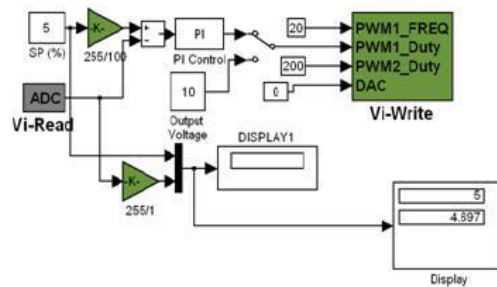 5
SP (%)
-K-
255/100
+
-
PI
PI Control
20
200
0
PWM1_FREQ
PWM1_Duty
PWM2_Duty
DAC
Vi-Write
ADC
Vi-Read
10
Output
Voltage
DISPLAY1
-K-
255/1
5
4.697
Display